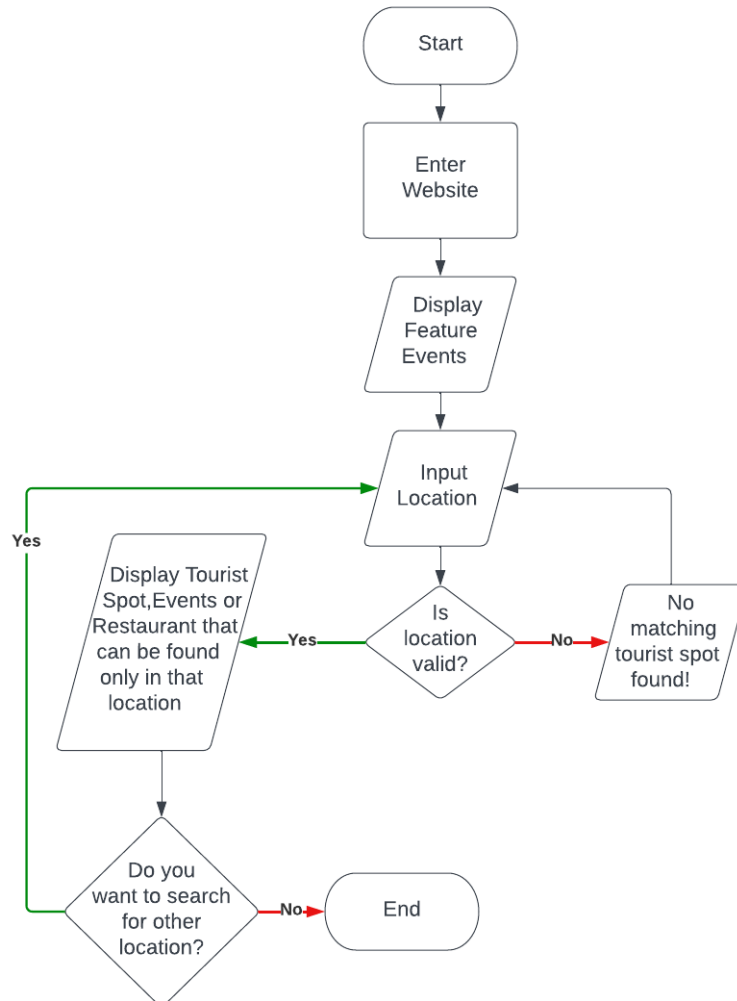 Start
Enter
Website
Display
Feature
Events
Input
Location
Yes
Display Tourist
Spot,Events or
Restaurant that
can be found
only in that
location
Yes
Is
location
valid?
No
No
matching
tourist spot
found!
Do you
want to search
for other
location?
No
End